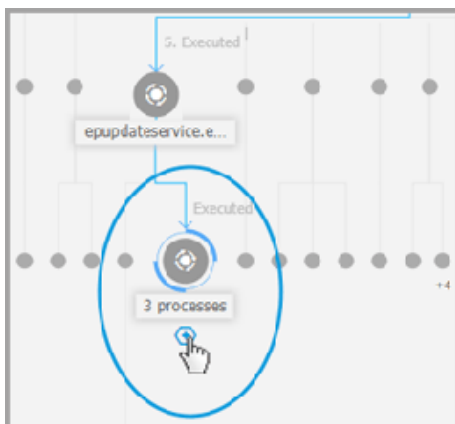 5. Executed
epupdateservice.e...
Executed
3 processes
+4